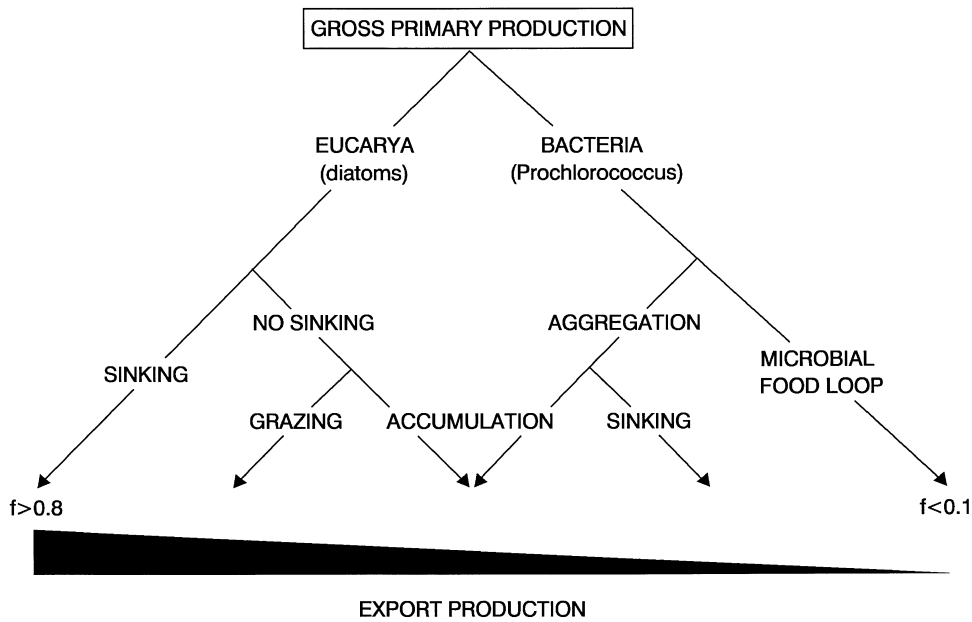 GROSS PRIMARY PRODUCTION
EUCARYA
(diatoms)
BACTERIA
(Prochlorococcus)
NO SINKING
AGGREGATION
SINKING
MICROBIAL
FOOD LOOP
GRAZING
ACCUMULATION
SINKING
f>0.8
f<0.1
EXPORT PRODUCTION